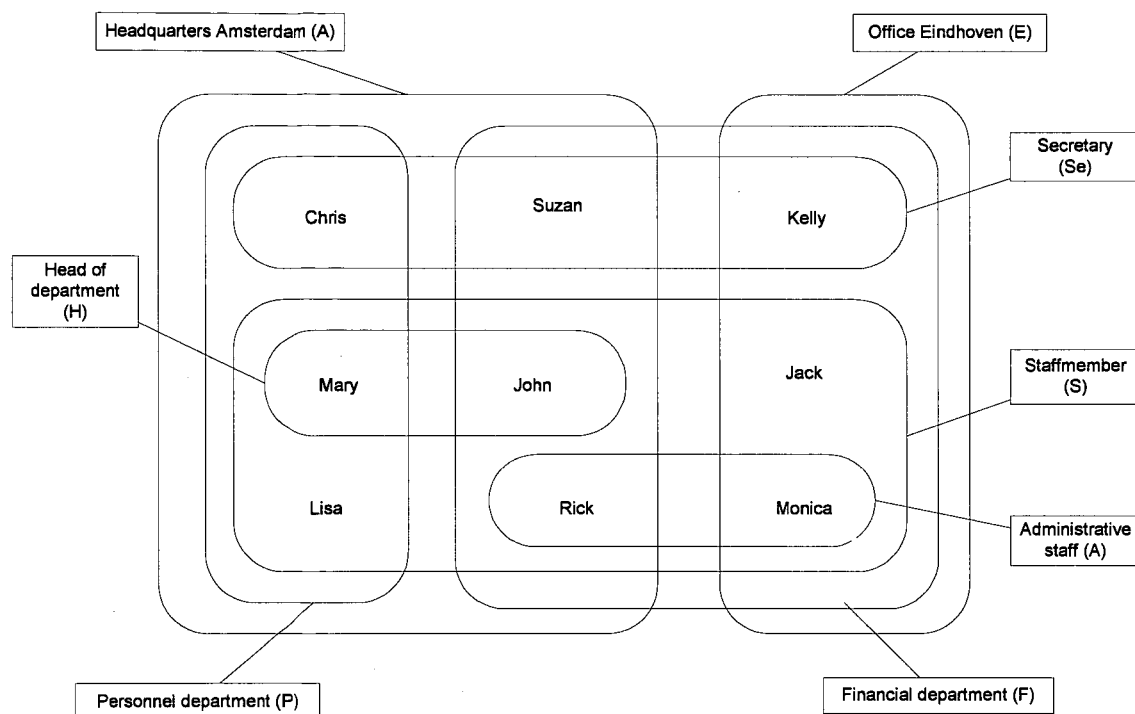 Headquarters Amsterdam (A)
Office Eindhoven (E)
Secretary
(Se)
Chris
Suzan
Kelly
Head of
department
(H)
Mary
John
Jack
Staffmember
(S)
Lisa
Rick
Monica
Administrative
staff (A)
Personnel department (P)
Financial department (F)